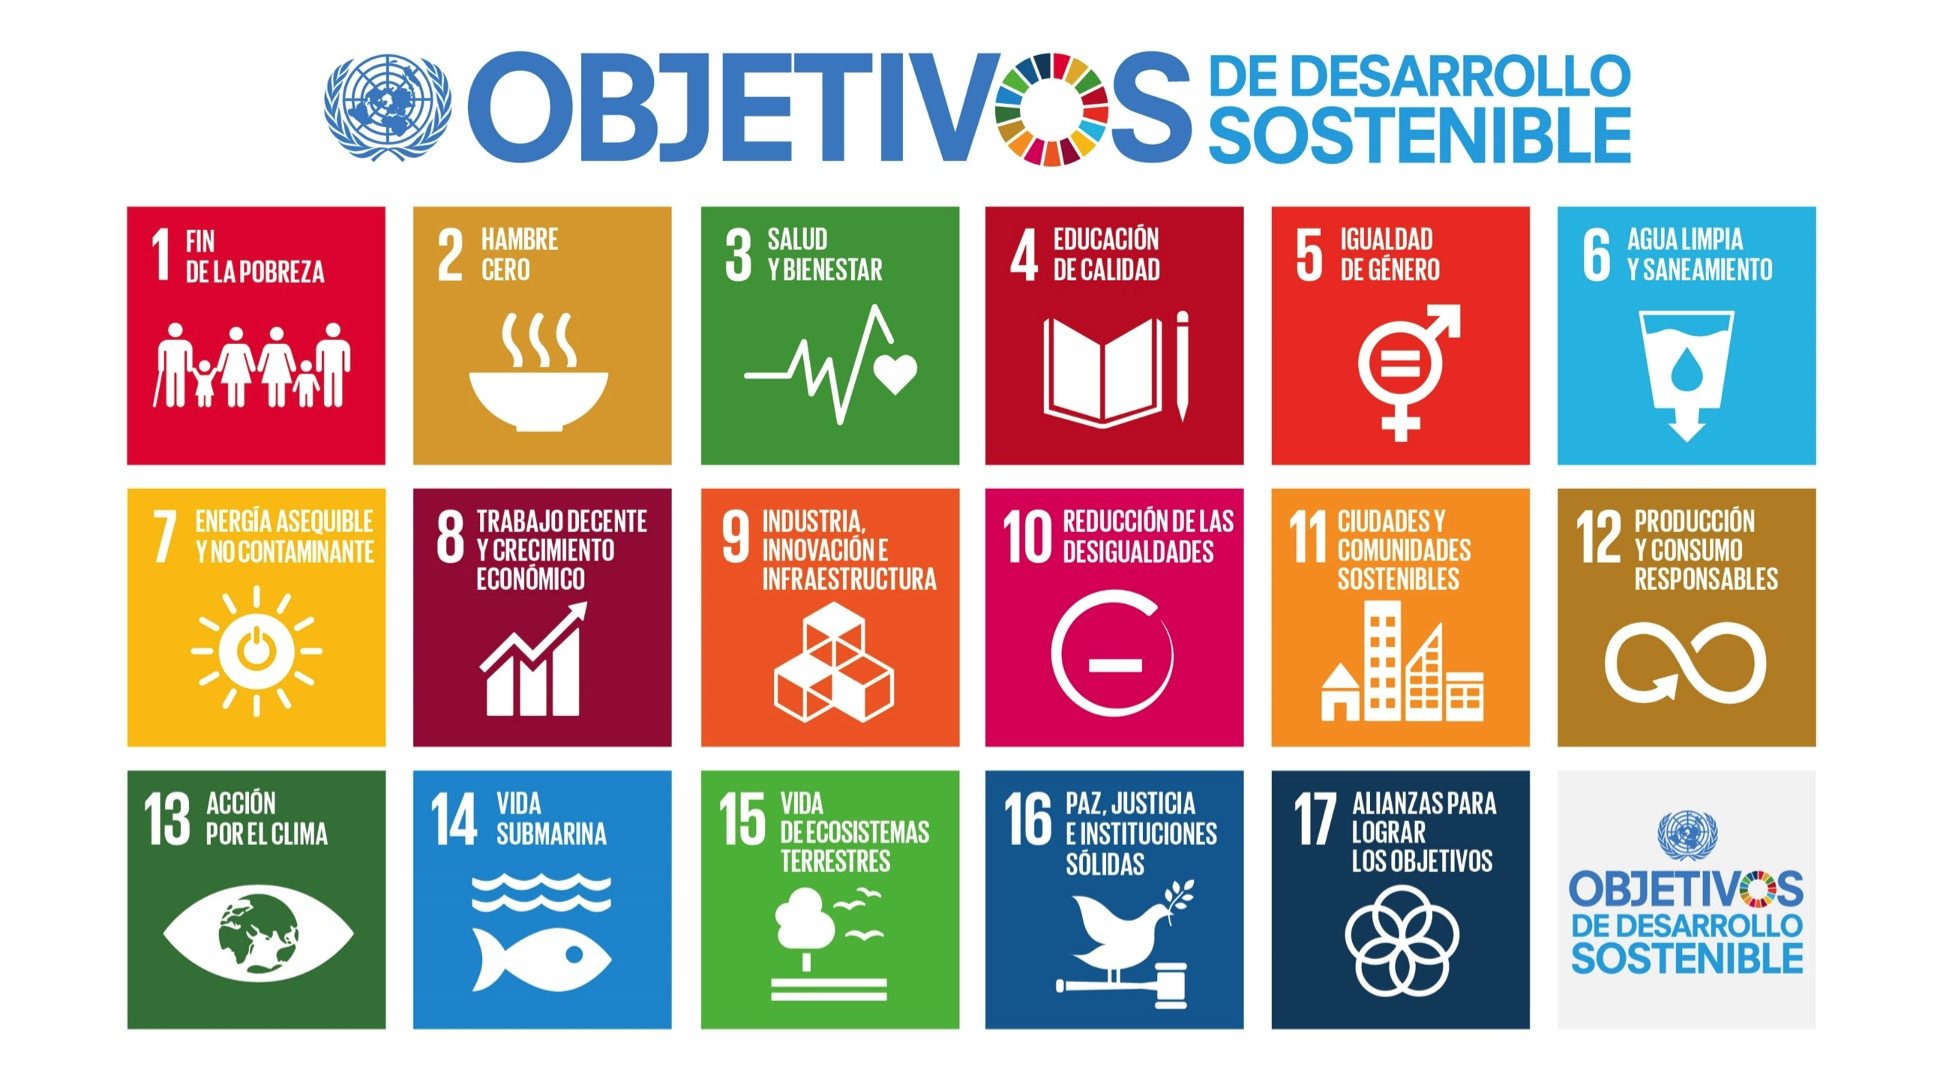 OBJETIVOS
DE DESARROLLO
SOSTENIBLE
1 FIN
DE LA POBREZA
2 HAMBRE
CERO
3 SALUD
Y BIENESTAR
4 EDUCACIÓN
DE CALIDAD
5 IGUALDAD
DE GÉNERO
6 AGUA LIMPIA
Y SANEAMIENTO
7 ENERGÍA ASEQUIBLE
Y NO CONTAMINANTE
8 TRABAJO DECENTE
Y CRECIMIENTO
ECONÓMICO
9 INDUSTRIA,
INNOVACIÓN E
INFRAESTRUCTURA
10 REDUCCIÓN DE LAS
DESIGUALDADES
11 CIUDADES Y
COMUNIDADES
SOSTENIBLES
12 PRODUCCIÓN
Y CONSUMO
RESPONSABLES
13 ACCIÓN
POR EL CLIMA
14 VIDA
SUBMARINA
15 VIDA
DE ECOSISTEMAS
TERRESTRES
16 PAZ, JUSTICIA
E INSTITUCIONES
SÓLIDAS
17 ALIANZAS PARA
LOGRAR
LOS OBJETIVOS
OBJETIVOS
DE DESARROLLO
SOSTENIBLE